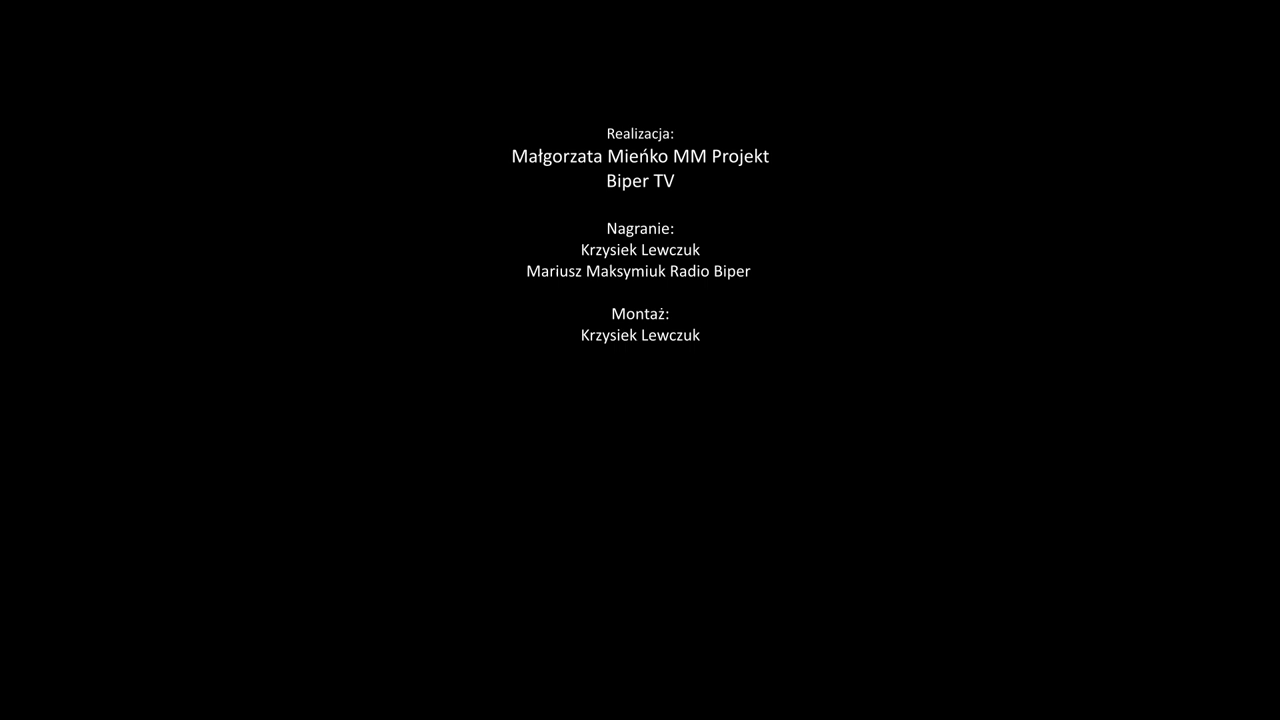 Realizacja:
Małgorzata Mieńko MM Projekt
Biper TV
Nagranie:
Krzysiek Lewczuk
Mariusz Maksymiuk Radio Biper
Montaż:
Krzysiek Lewczuk